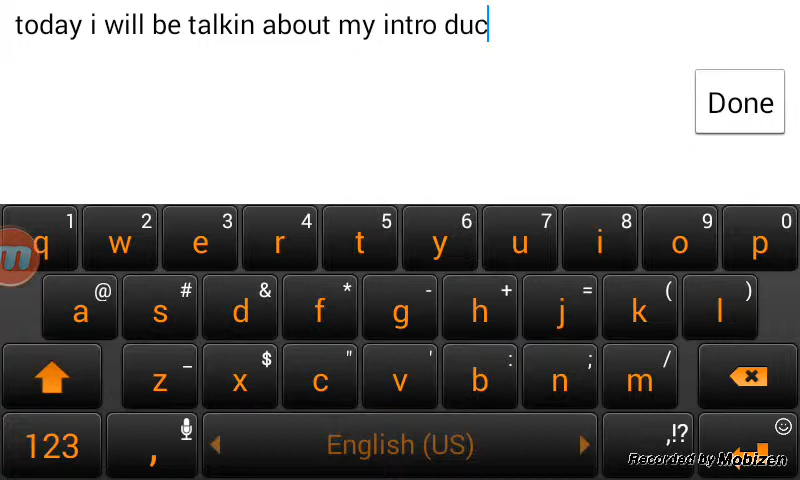 today i will be talkin about my intro duc
Done
1 2 3 4 5 6 7 8 9 0
q w e r t y u i o p
@ # & * - + = ( )
a s d f g h j k l
_ $ " ' : ; /
z x c v b n m
123 , English (US) ,!?
m
Recorded by Mobizen